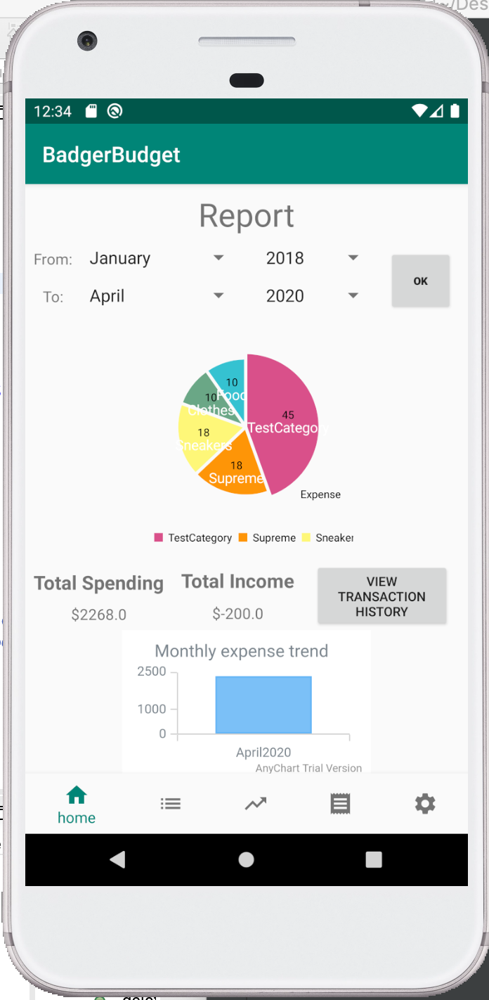 12:34
BadgerBudget
Report
From: January 2018
To: April 2020
OK
10
Food
10
Clothes
45
TestCategory
18
Sneakers
18
Supreme
Expense
TestCategory Supreme Sneaker
Total Spending Total Income
$2268.0 $-200.0
VIEW
TRANSACTION
HISTORY
Monthly expense trend
2500
1000
0
April2020
AnyChart Trial Version
home